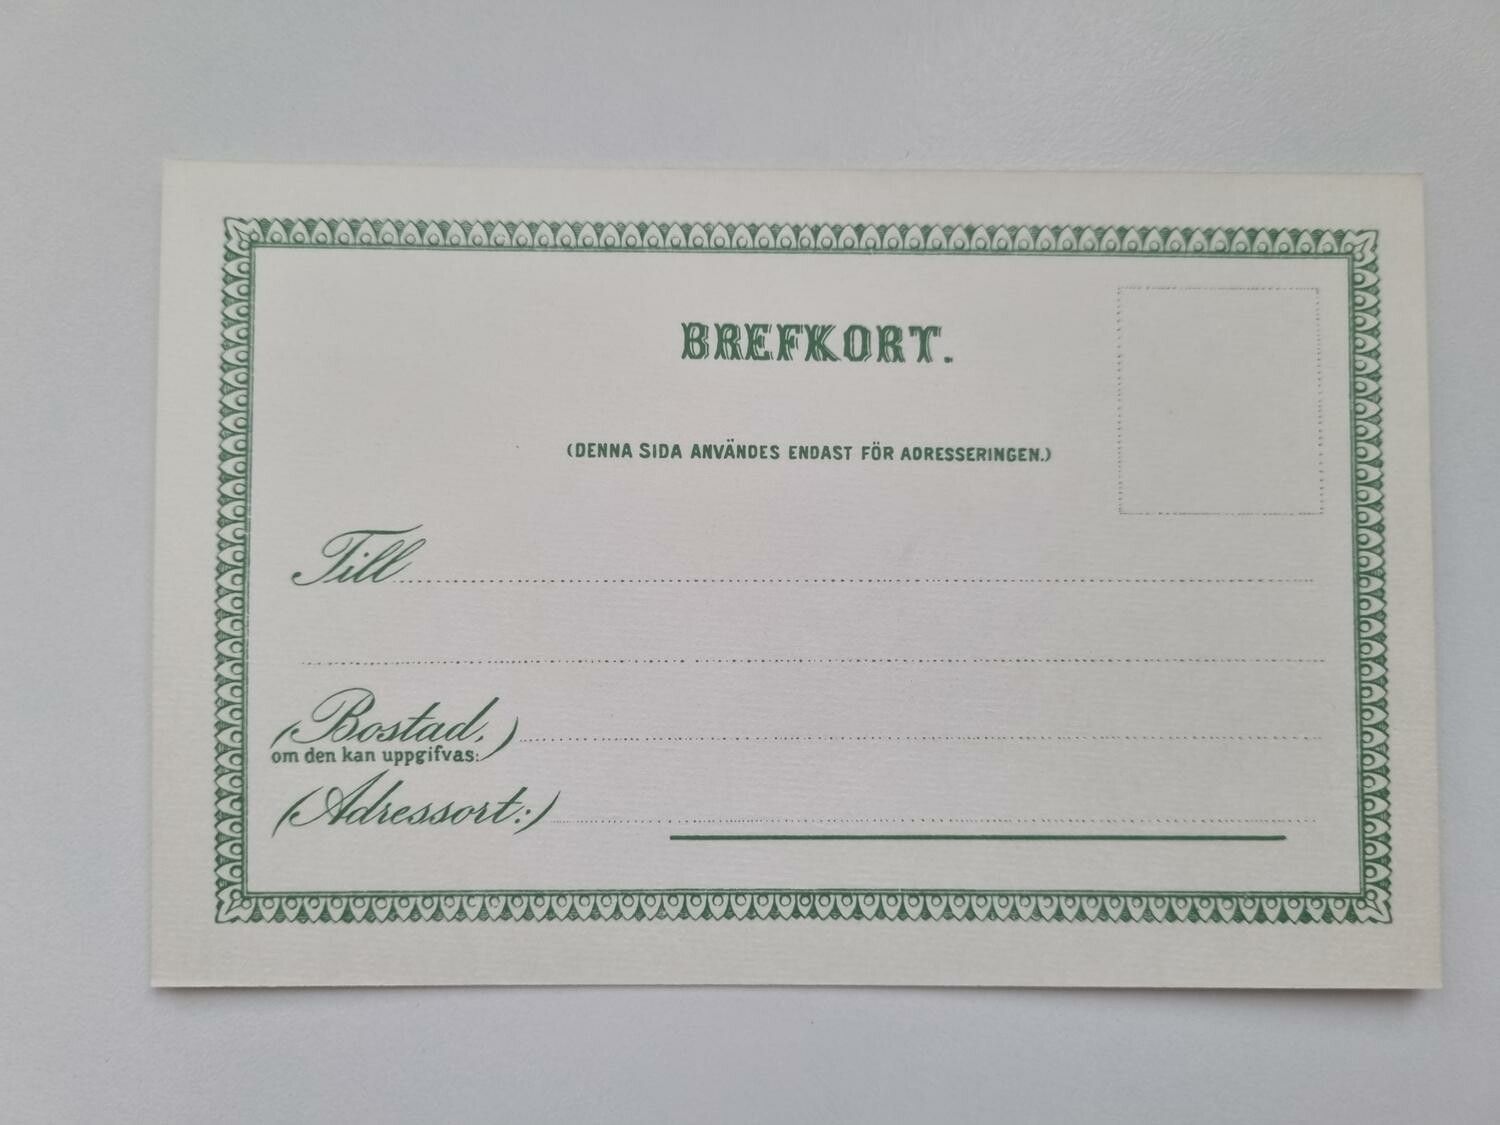 BREFKORT.
(DENNA SIDA ANVÄNDES ENDAST FÖR ADRESSERINGEN.)
Till
(Bostad,)
om den kan uppgifvas:
(Adressort:)